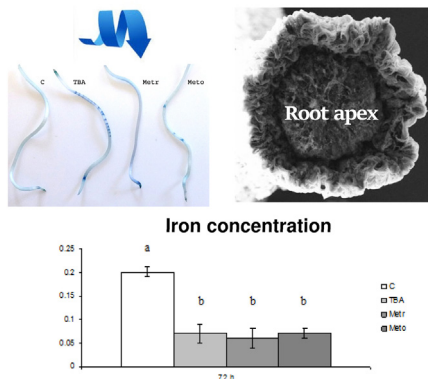 C TBA Metr Meto
Root apex
Iron concentration
0.25
0.2
0.15
0.1
0.05
0
a
b b b
72 h
C
TBA
Metr
Meto